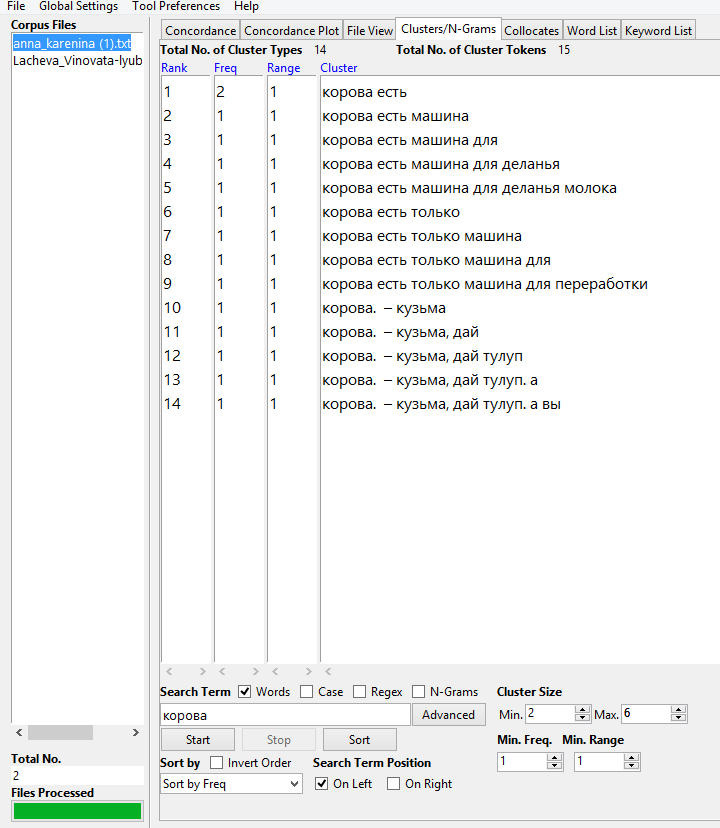 File Global Settings Tool Preferences Help
Corpus Files
anna_karenina (1).txt
Lacheva_Vinovata-lyub
Concordance Concordance Plot File View Clusters/N-Grams Collocates Word List Keyword List
Total No. of Cluster Types 14 Total No. of Cluster Tokens 15
Rank Freq Range Cluster
1 2 1 корова есть
2 1 1 корова есть машина
3 1 1 корова есть машина для
4 1 1 корова есть машина для деланья
5 1 1 корова есть машина для деланья молока
6 1 1 корова есть только
7 1 1 корова есть только машина
8 1 1 корова есть только машина для
9 1 1 корова есть только машина для переработки
10 1 1 корова. – кузьма
11 1 1 корова. – кузьма, дай
12 1 1 корова. – кузьма, дай тулуп
13 1 1 корова. – кузьма, дай тулуп. а
14 1 1 корова. – кузьма, дай тулуп. а вы
Search Term Words Case Regex N-Grams Cluster Size
корова Advanced Min. 2 Max. 6
Start Stop Sort Min. Freq. Min. Range
Sort by Invert Order Search Term Position 1 1
Sort by Freq On Left On Right
Total No.
2
Files Processed